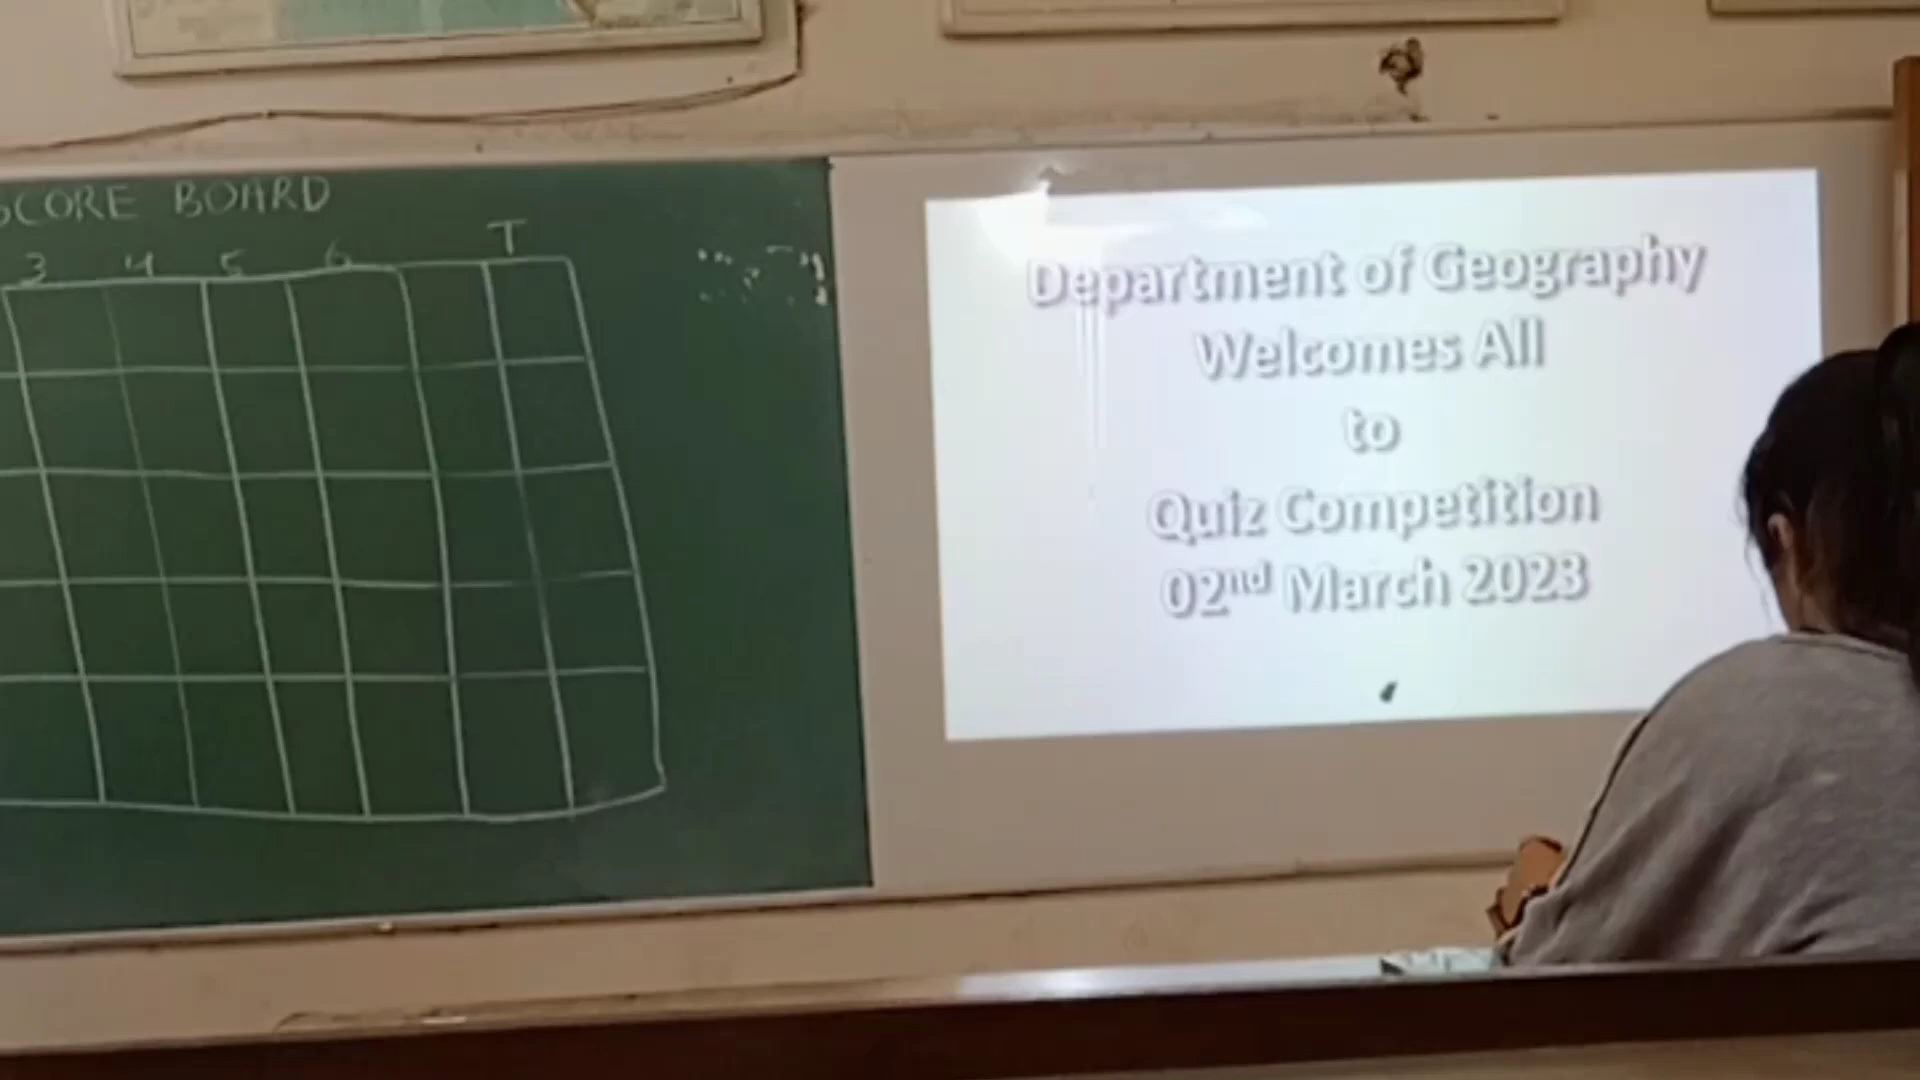 SCORE BOARD
3 4 5 6 T
Department of Geography
Welcomes All
to
Quiz Competition
02nd March 2023